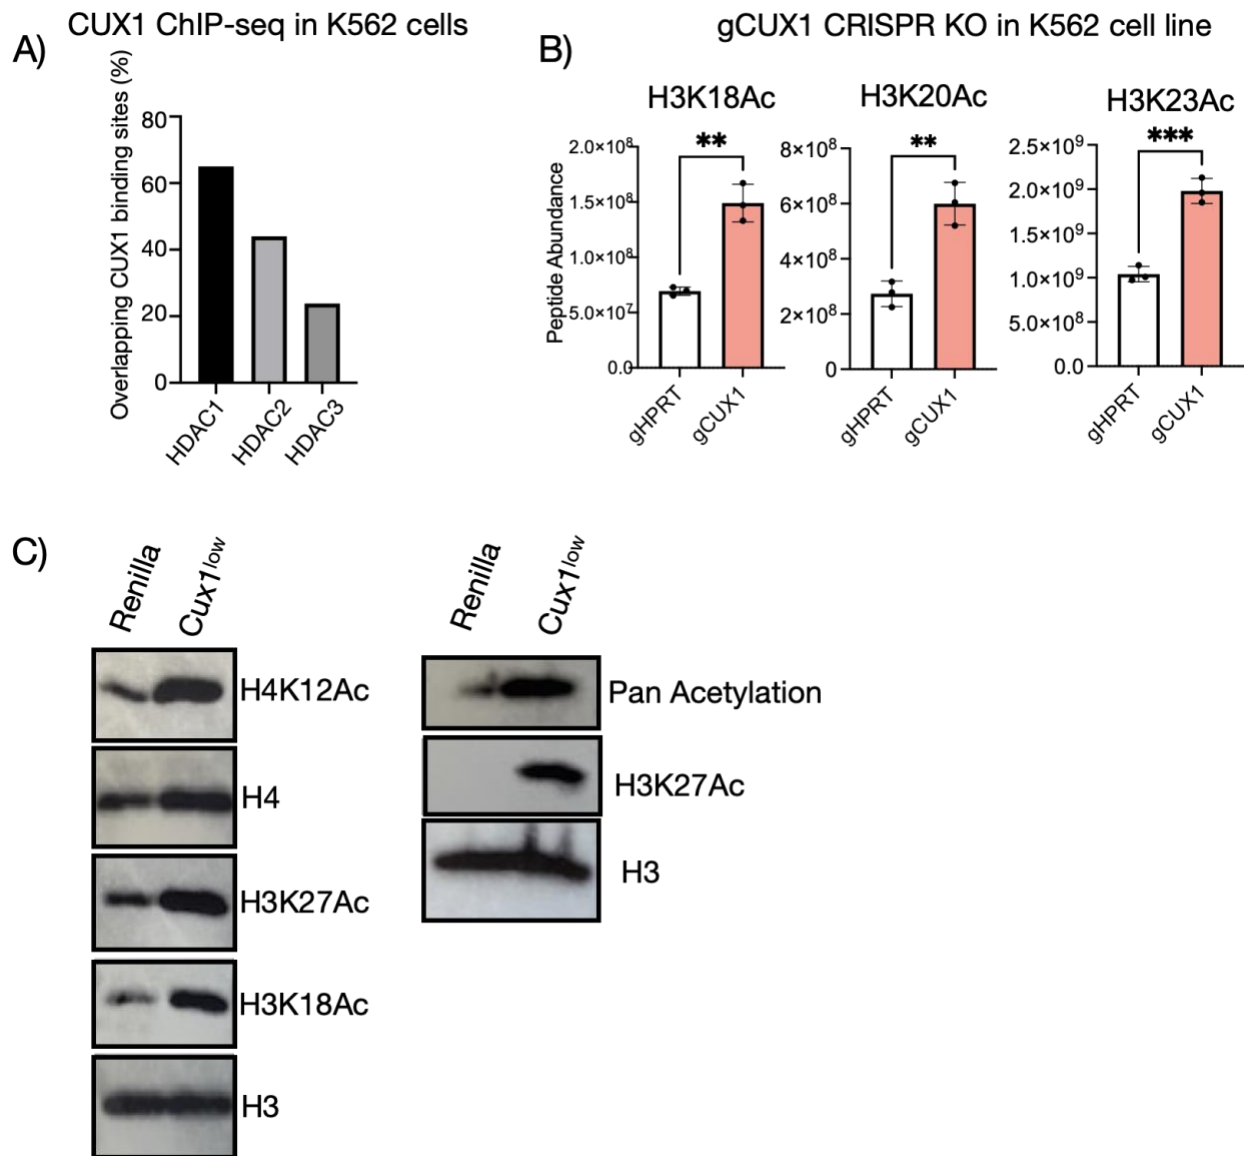 A)
CUX1 ChIP-seq in K562 cells
Overlapping CUX1 binding sites (%)
80
60
40
20
0
HDAC1
HDAC2
HDAC3
B)
gCUX1 CRISPR KO in K562 cell line
H3K18Ac
Peptide Abundance
**
2.0×10⁸
1.5×10⁸
1.0×10⁸
5.0×10⁷
0.0
gHPRT
gCUX1
H3K20Ac
**
8×10⁸
6×10⁸
4×10⁸
2×10⁸
0
gHPRT
gCUX1
H3K23Ac
***
2.5×10⁹
2.0×10⁹
1.5×10⁹
1.0×10⁹
5.0×10⁸
0.0
gHPRT
gCUX1
C)
Renilla
Cux1ˡᵒʷ
H4K12Ac
H4
H3K27Ac
H3K18Ac
H3
Renilla
Cux1ˡᵒʷ
Pan Acetylation
H3K27Ac
H3